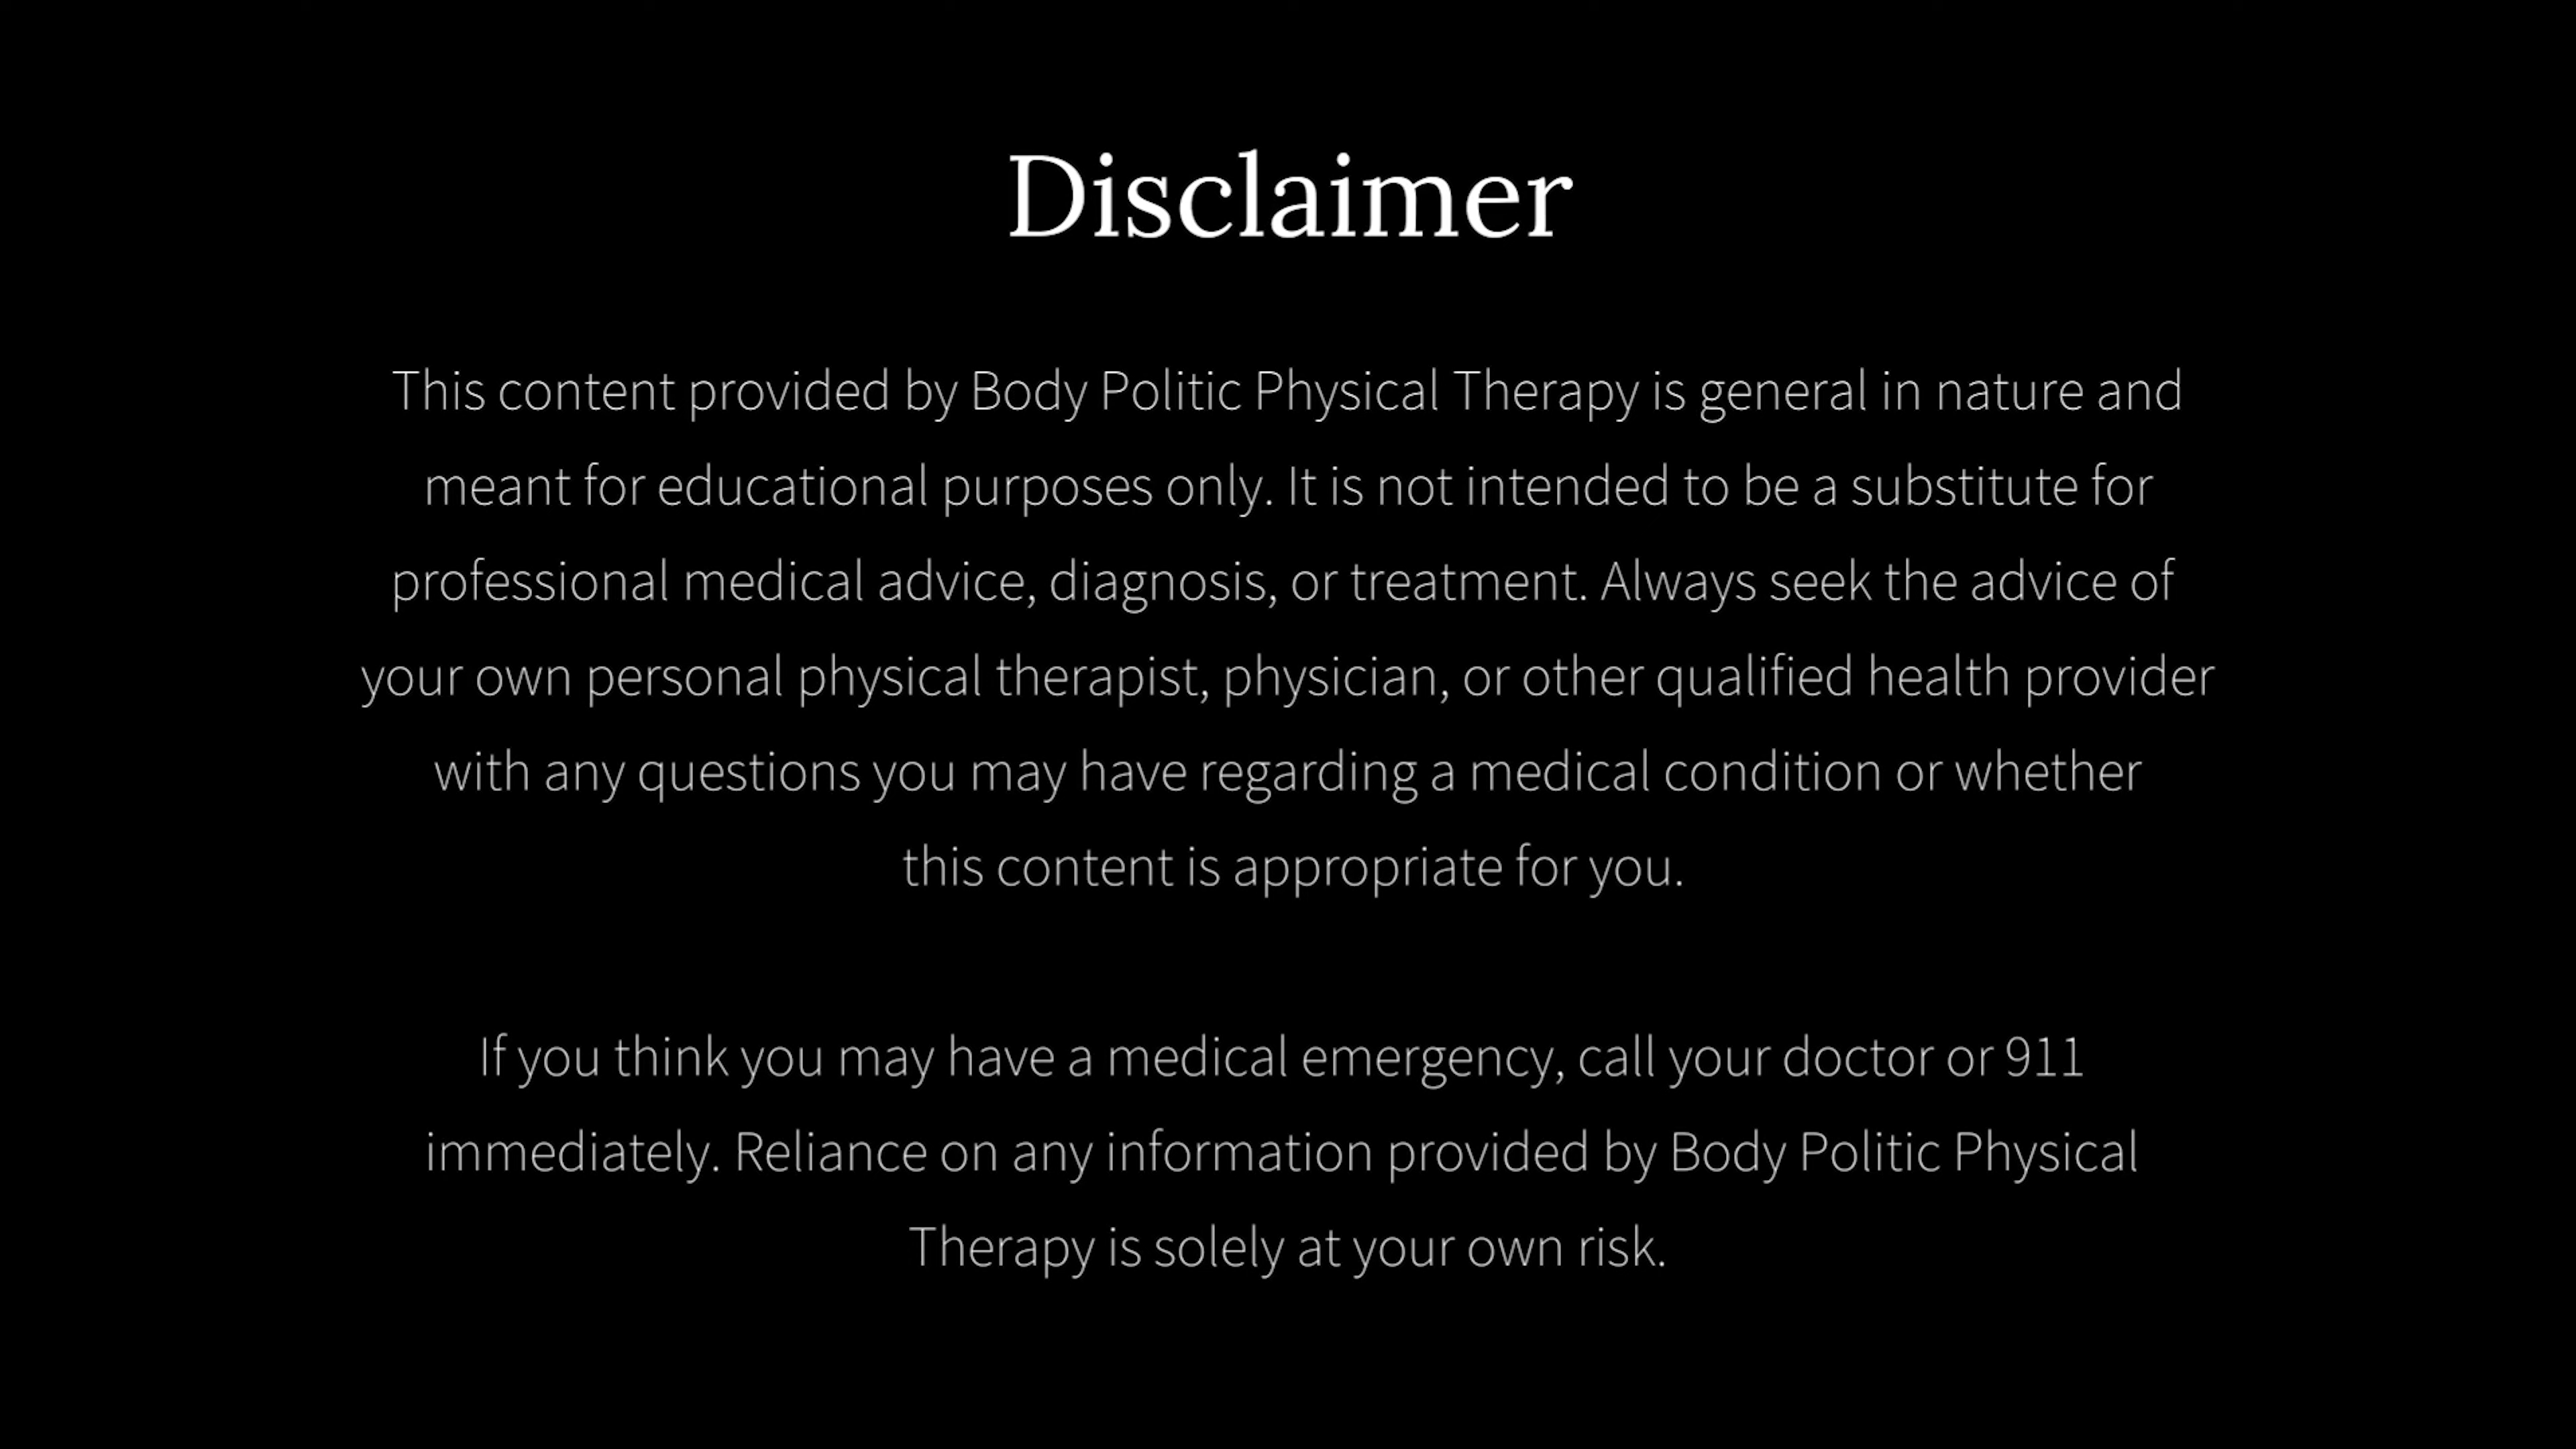 Disclaimer
This content provided by Body Politic Physical Therapy is general in nature and
meant for educational purposes only. It is not intended to be a substitute for
professional medical advice, diagnosis, or treatment. Always seek the advice of
your own personal physical therapist, physician, or other qualified health provider
with any questions you may have regarding a medical condition or whether
this content is appropriate for you.
If you think you may have a medical emergency, call your doctor or 911
immediately. Reliance on any information provided by Body Politic Physical
Therapy is solely at your own risk.